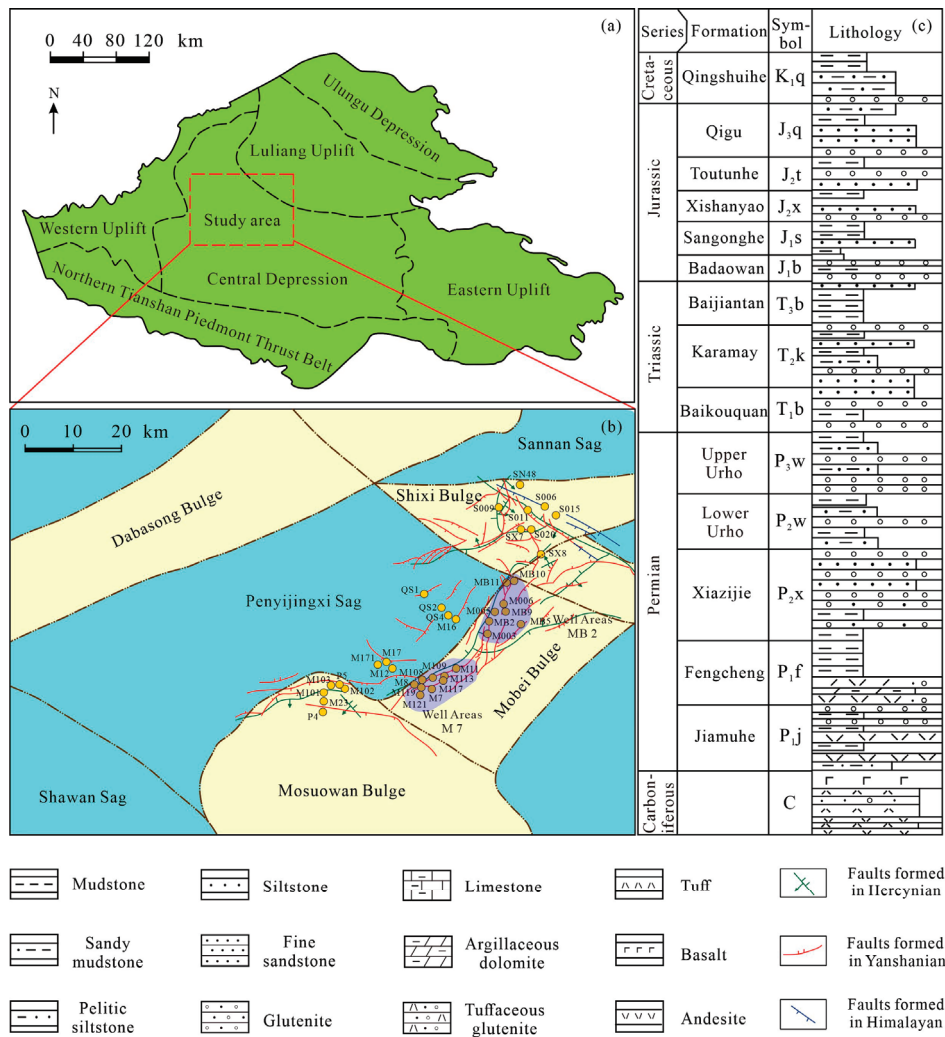 0 40 80 120 km
(a)
N
Ulungu Depression
Luliang Uplift
Western Uplift
Study area
Central Depression
Eastern Uplift
Northern Tianshan Piedmont Thrust Belt
(b)
0 10 20 km
Sannan Sag
Dabasong Bulge
Shixi Bulge
SN48
S009
S006
S011
S015
SX7
S020
SX8
MB10
MB11
Penyijingxi Sag
QS1
QS2
QS4
M16
M006
M005
MB9
MB2
MB5
M003
Well Areas
MB 2
M17
M171
M12
M109
M11
M108
M8
M113
M103
P5
M101
M102
M119
M117
M23
M7
M121
P4
Well Areas
M 7
Mobei Bulge
Shawan Sag
Mosuowan Bulge
Series Formation Sym-
bol
Lithology (c)
Creta-
ceous
Qingshuihe K₁q
Jurassic
Qigu J₃q
Toutunhe J₂t
Xishanyao J₂x
Sangonghe J₁s
Badaowan J₁b
Triassic
Baijiantan T₃b
Karamay T₂k
Baikouquan T₁b
Permian
Upper
Urho
P₃w
Lower
Urho
P₂w
Xiazijie P₂x
Fengcheng P₁f
Jiamuhe P₁j
Carbon-
iferous
C
Mudstone
Siltstone
Limestone
Tuff
Faults formed
in Hercynian
Sandy
mudstone
Fine
sandstone
Argillaceous
dolomite
Basalt
Faults formed
in Yanshanian
Pelitic
siltstone
Glutenite
Tuffaceous
glutenite
Andesite
Faults formed
in Himalayan